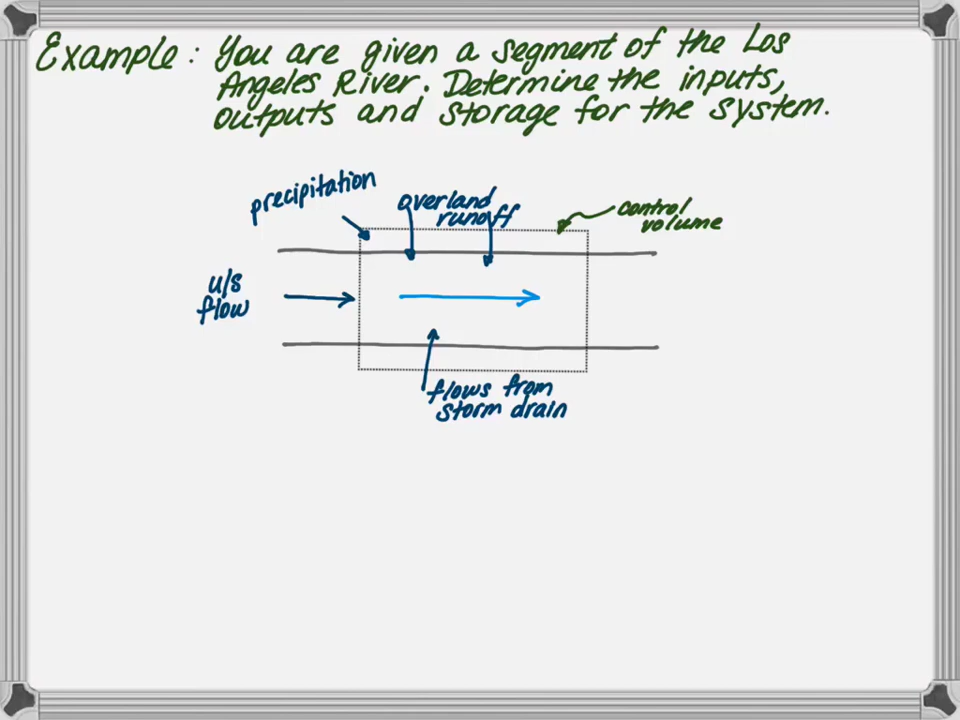 Example: You are given a segment of the Los
Angeles River. Determine the inputs,
outputs and storage for the system.
precipitation
overland
runoff
control
volume
u/s
flow
flows from
storm drain